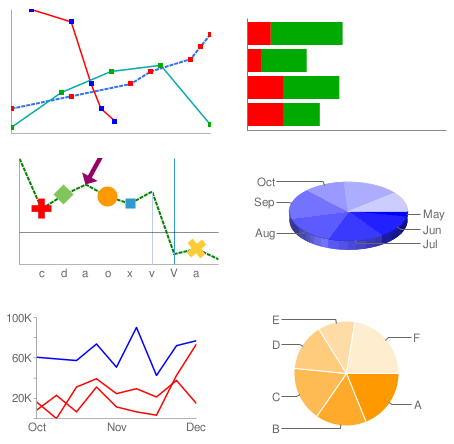 c d a o x v V a
Oct
Sep
Aug
May
Jun
Jul
100K
60K
20K
Oct Nov Dec
E
D
C
B
F
A